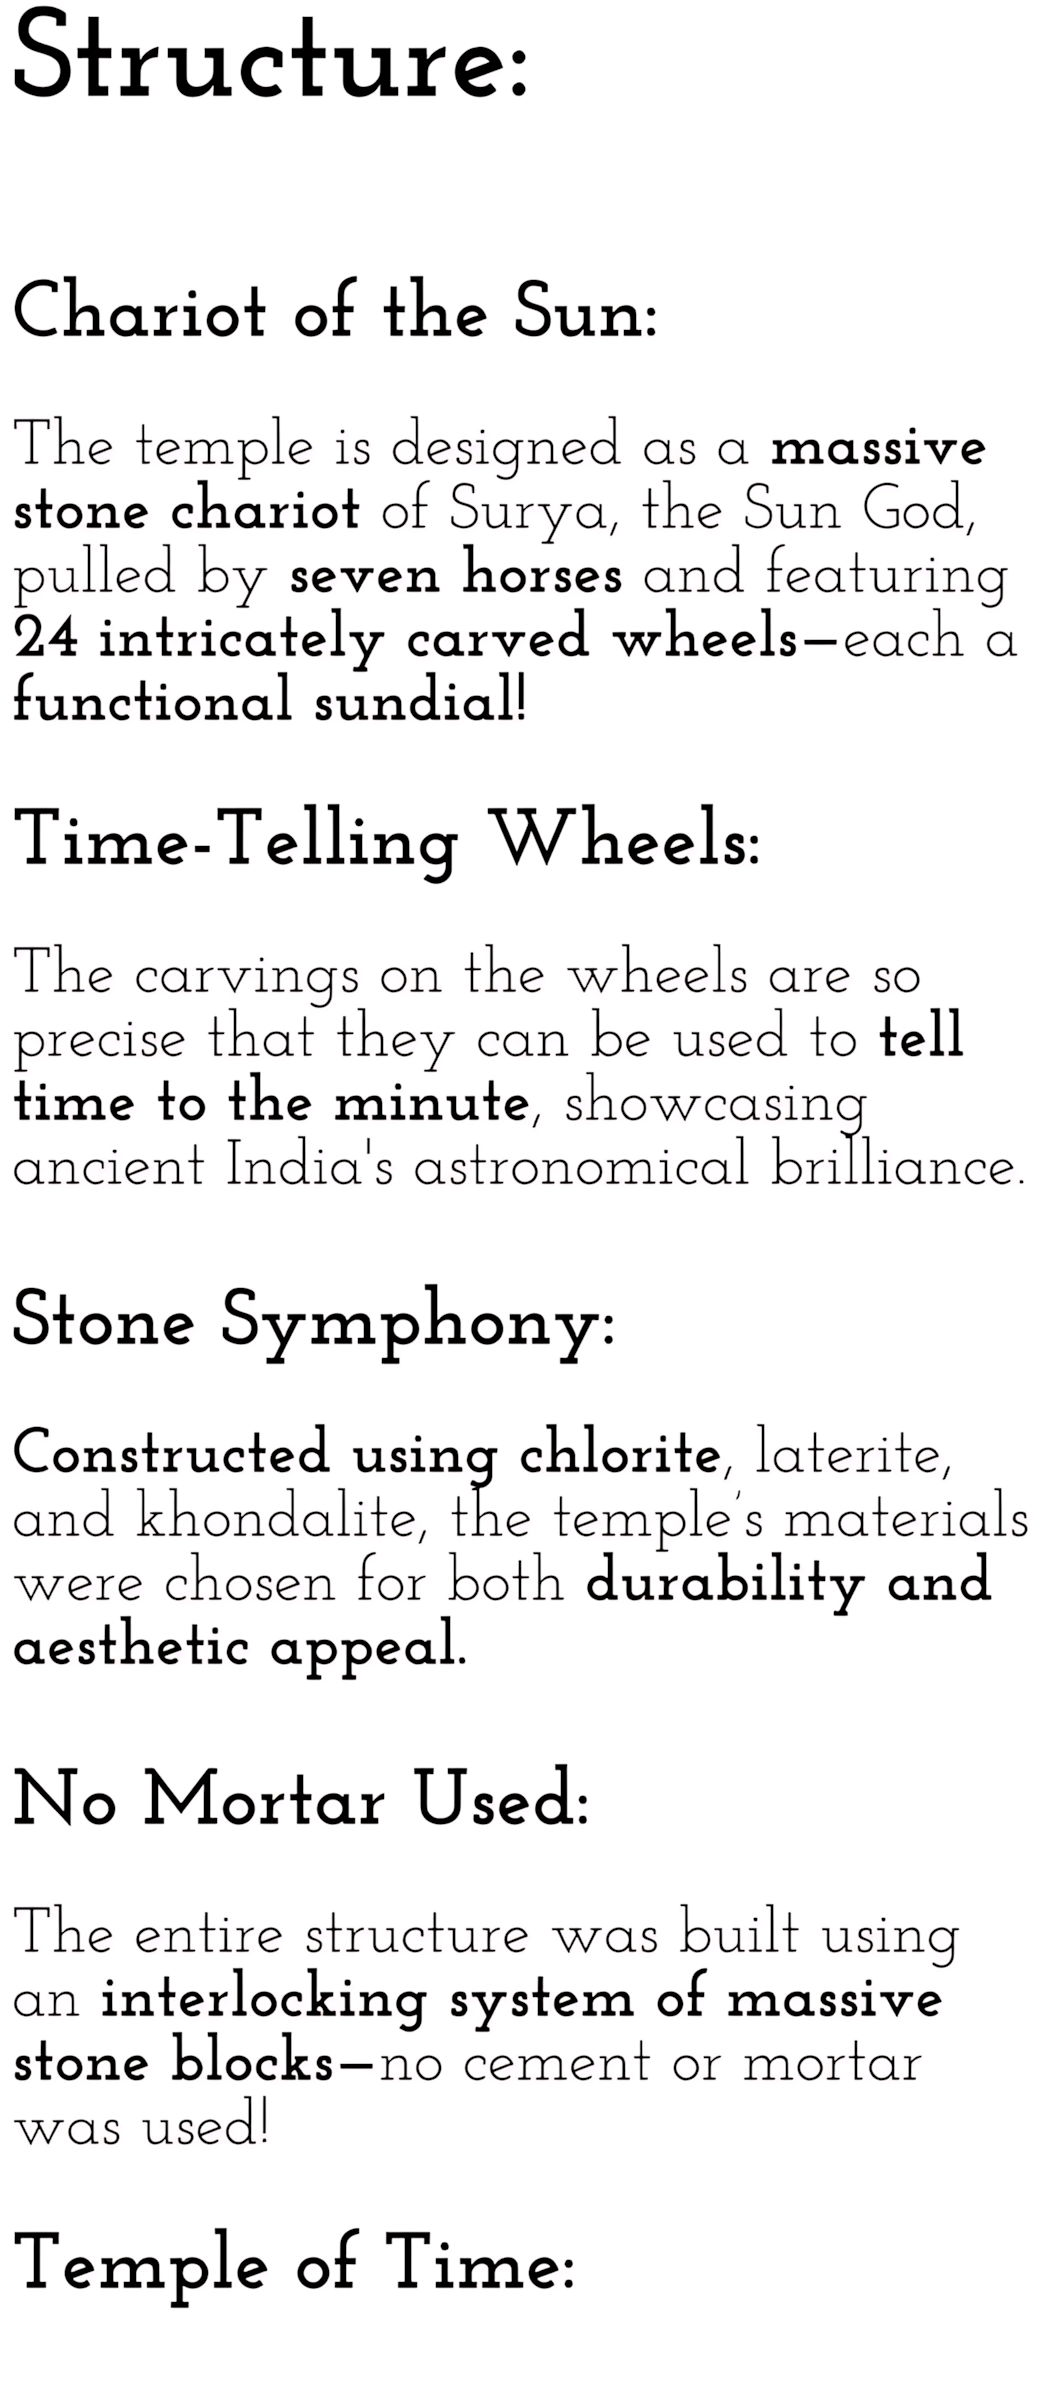 Structure:
Chariot of the Sun:
The temple is designed as a massive
stone chariot of Surya, the Sun God,
pulled by seven horses and featuring
24 intricately carved wheels—each a
functional sundial!
Time-Telling Wheels:
The carvings on the wheels are so
precise that they can be used to tell
time to the minute, showcasing
ancient India's astronomical brilliance.
Stone Symphony:
Constructed using chlorite, laterite,
and khondalite, the temple’s materials
were chosen for both durability and
aesthetic appeal.
No Mortar Used:
The entire structure was built using
an interlocking system of massive
stone blocks—no cement or mortar
was used!
Temple of Time: